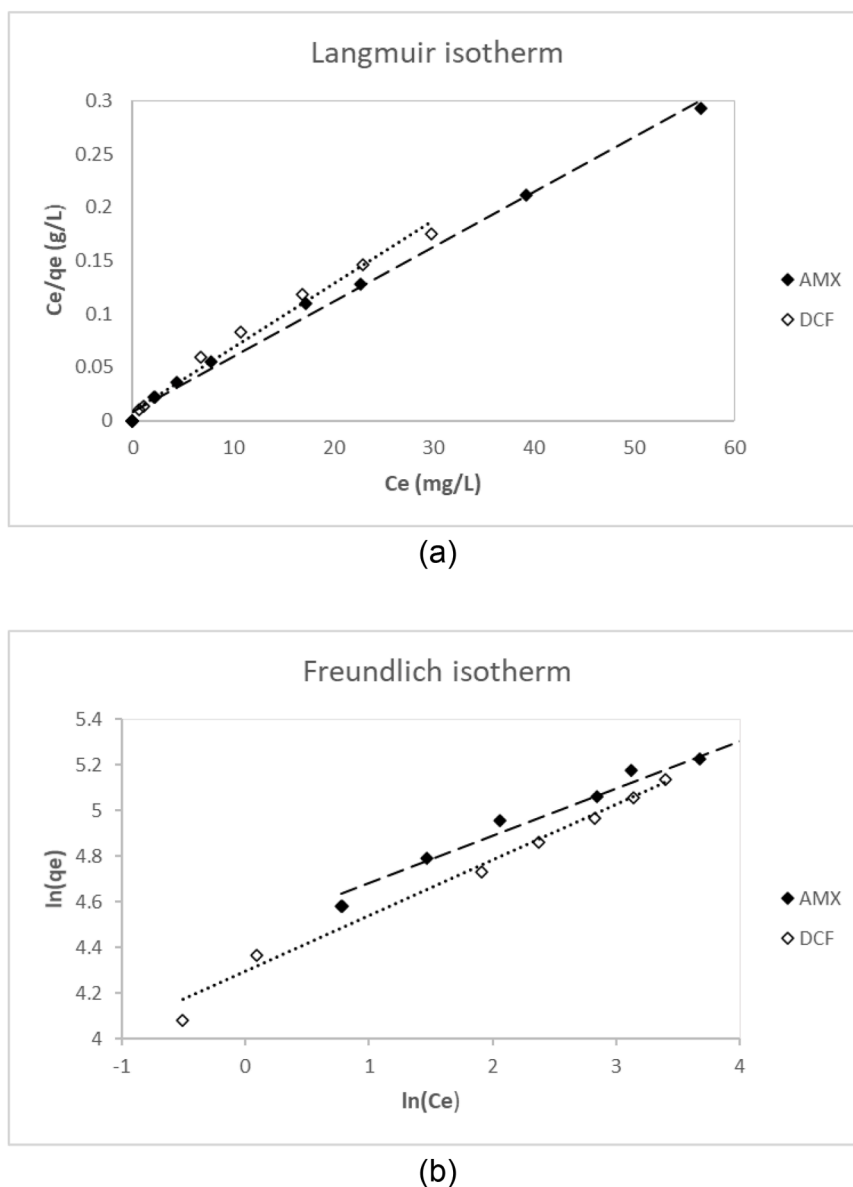 Langmuir isotherm
0.3
0.25
0.2
0.15
0.1
0.05
0
Ce/qe (g/L)
0 10 20 30 40 50 60
Ce (mg/L)
AMX
DCF
(a)
Freundlich isotherm
5.4
5.2
5
4.8
4.6
4.4
4.2
4
ln(qe)
-1 0 1 2 3 4
ln(Ce)
AMX
DCF
(b)